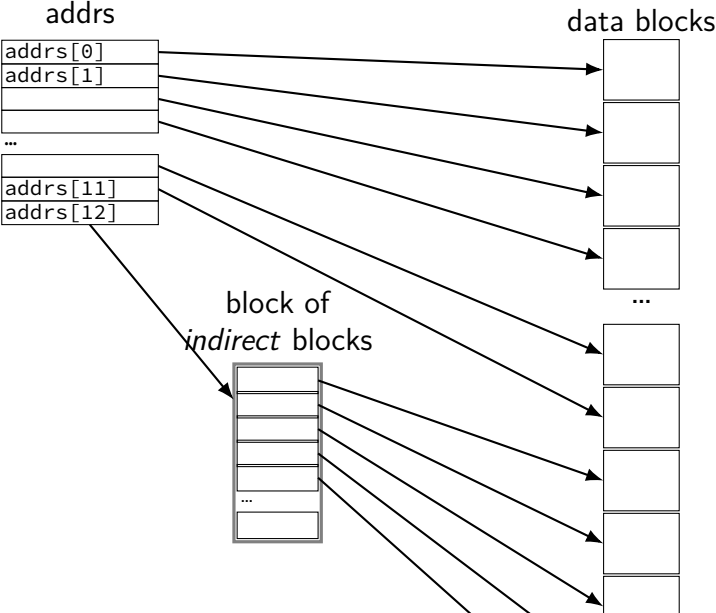 addrs
data blocks
addrs[0]
addrs[1]
...
addrs[11]
addrs[12]
...
block of
indirect blocks
...